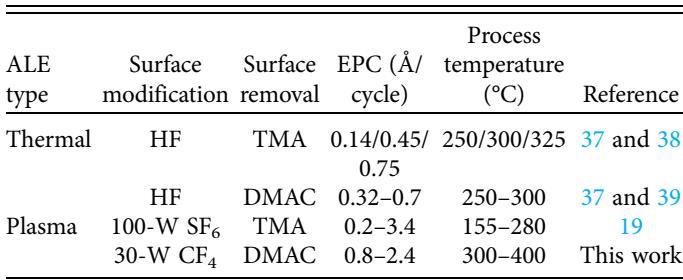 ALE type Surface modification Surface removal EPC (Å/cycle) Process temperature (°C) Reference
Thermal HF TMA 0.14/0.45/0.75 250/300/325 37 and 38
HF DMAC 0.32–0.7 250–300 37 and 39
Plasma 100-W SF₆ TMA 0.2–3.4 155–280 19
30-W CF₄ DMAC 0.8–2.4 300–400 This work